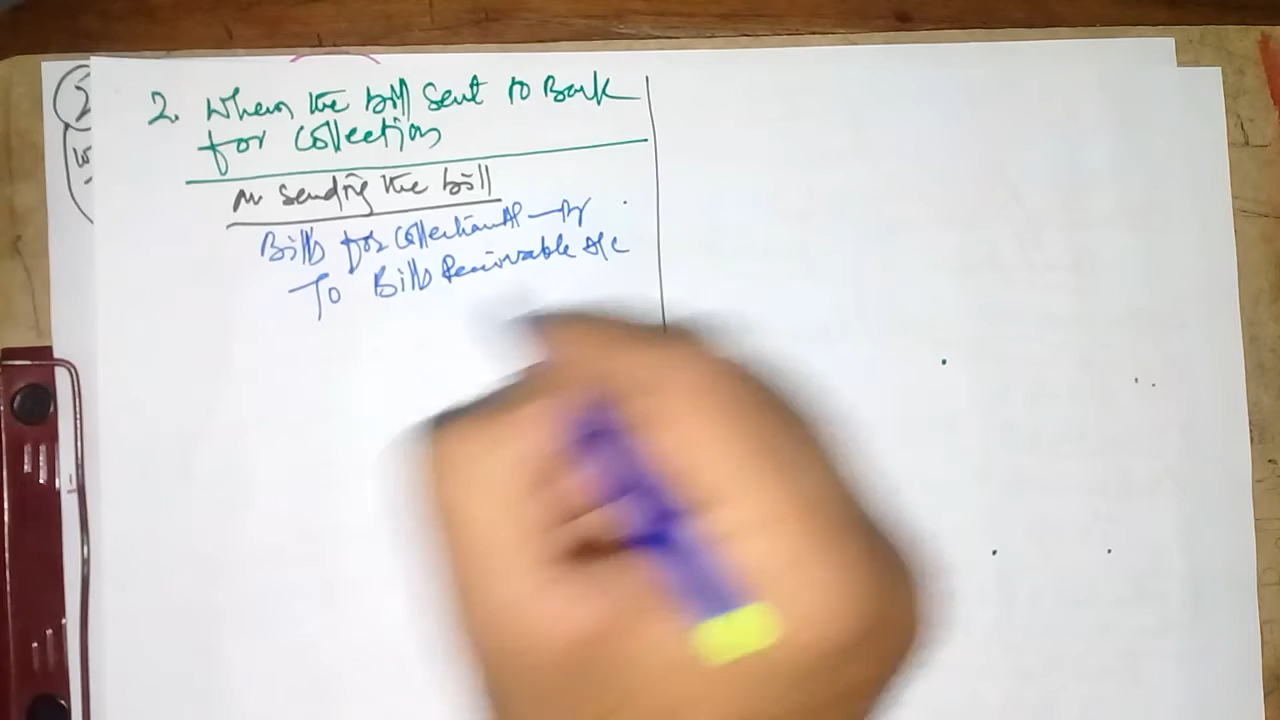 2. When the bill sent to Bank
for Collection
on sending the bill
Bills for Collection A/c Dr
To Bills Receivable A/c
2